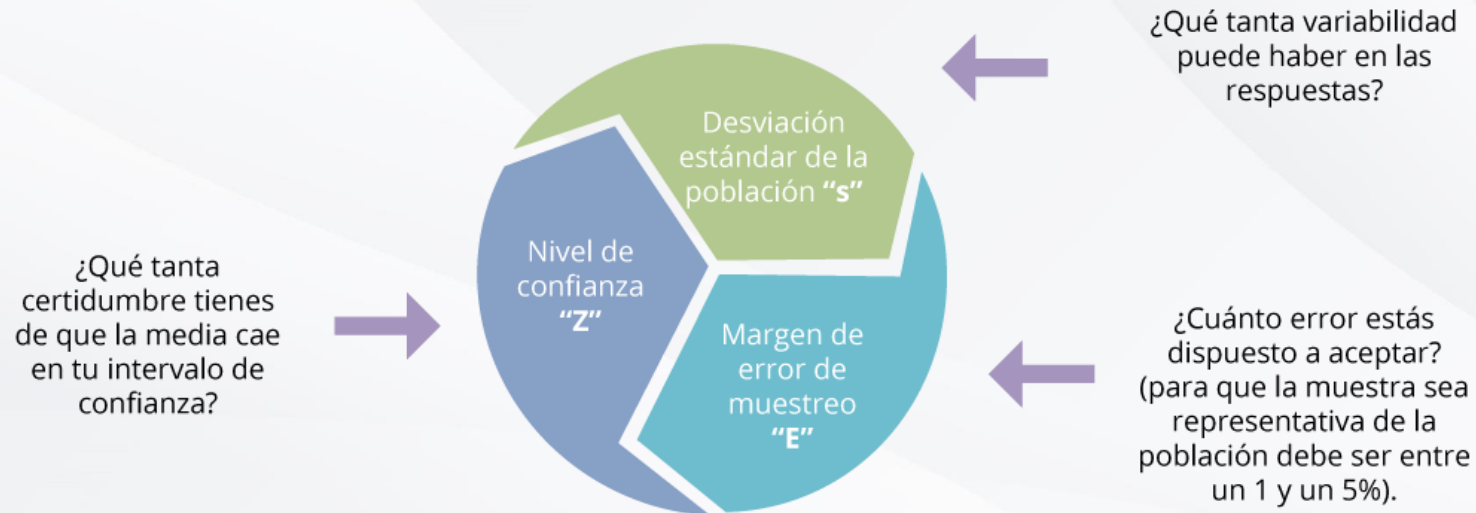 ¿Qué tanta variabilidad
puede haber en las
respuestas?
Desviación
estándar de la
población “s”
¿Qué tanta
certidumbre tienes
de que la media cae
en tu intervalo de
confianza?
Nivel de
confianza
“Z”
Margen de
error de
muestreo
“E”
¿Cuánto error estás
dispuesto a aceptar?
(para que la muestra sea
representativa de la
población debe ser entre
un 1 y un 5%).